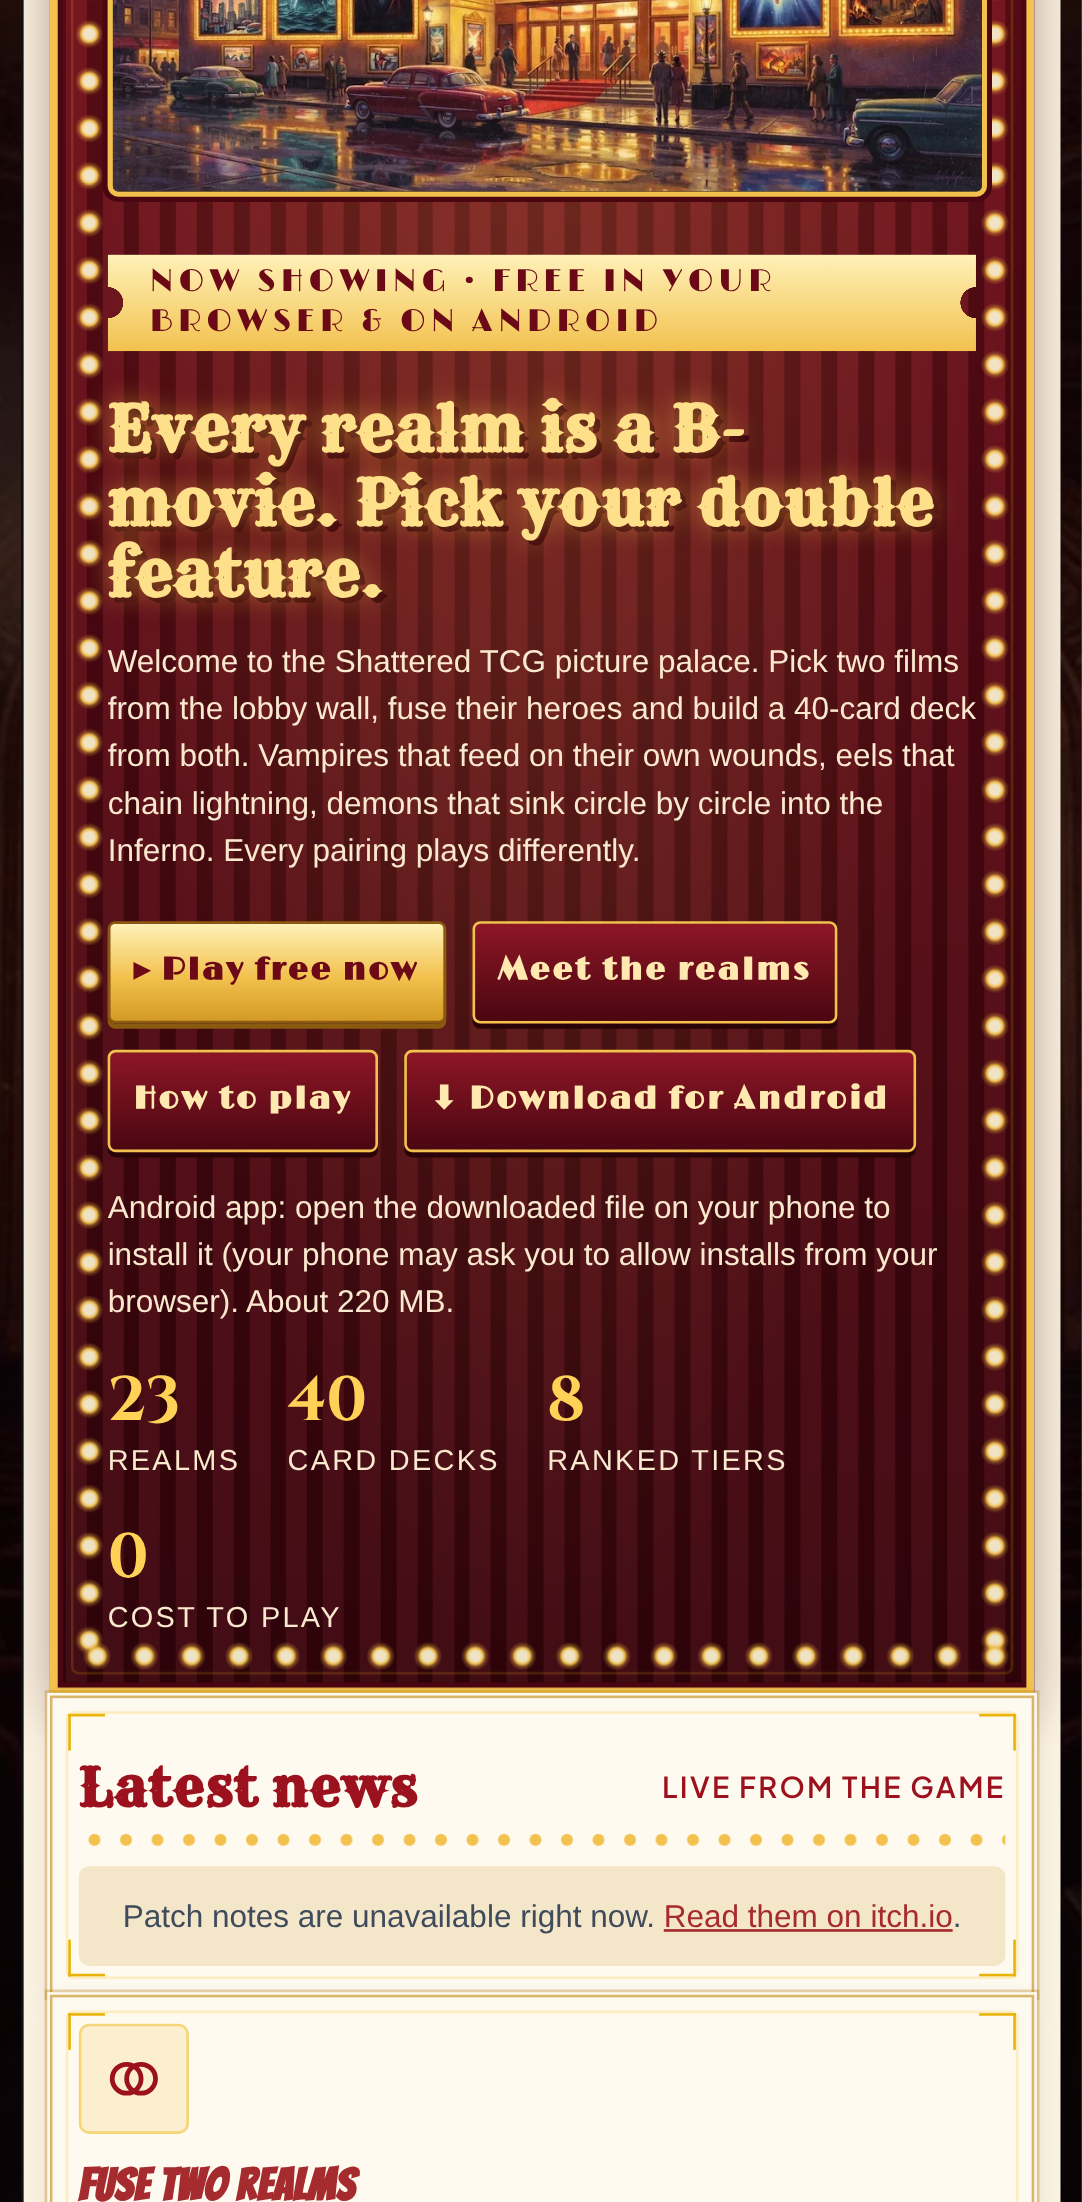 NOW SHOWING • FREE IN YOUR
BROWSER & ON ANDROID
Every realm is a B-
movie. Pick your double
feature.
Welcome to the Shattered TCG picture palace. Pick two films
from the lobby wall, fuse their heroes and build a 40-card deck
from both. Vampires that feed on their own wounds, eels that
chain lightning, demons that sink circle by circle into the
Inferno. Every pairing plays differently.
▸ Play free now
Meet the realms
How to play
⬇ Download for Android
Android app: open the downloaded file on your phone to
install it (your phone may ask you to allow installs from your
browser). About 220 MB.
23
REALMS
40
CARD DECKS
8
RANKED TIERS
0
COST TO PLAY
Latest news
LIVE FROM THE GAME
Patch notes are unavailable right now. Read them on itch.io.
FUSE TWO REALMS